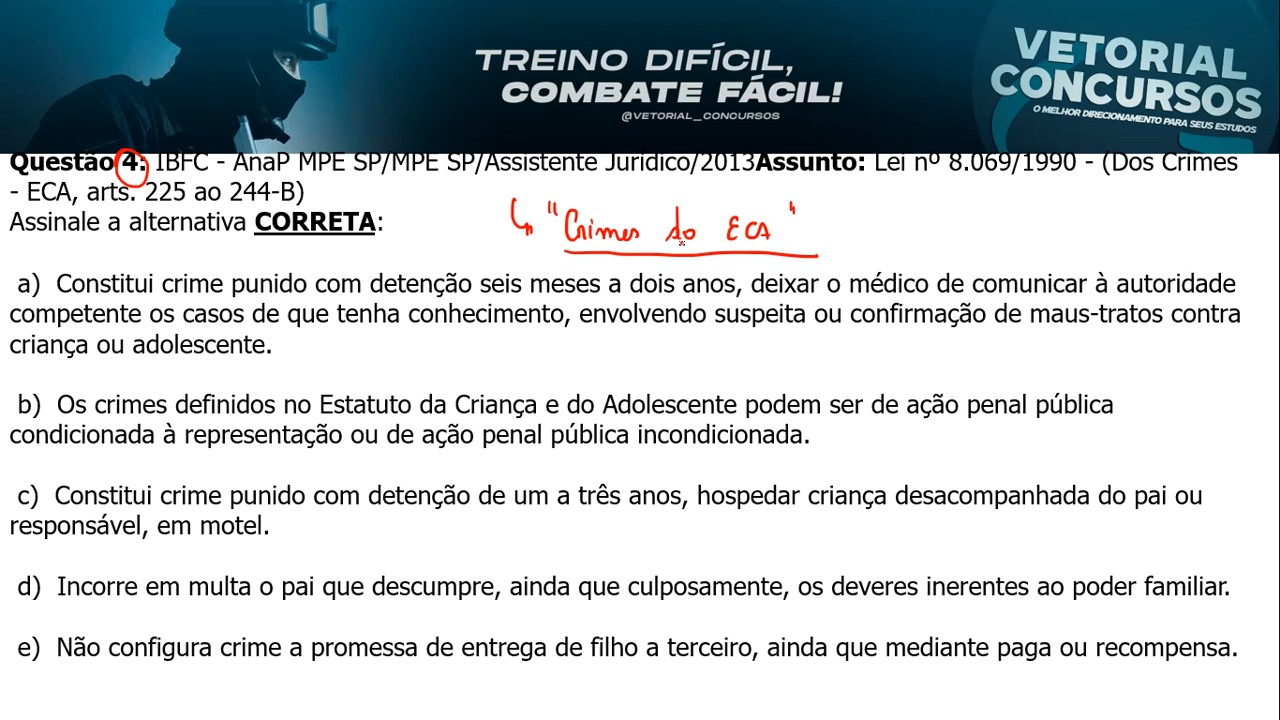 TREINO DIFÍCIL,
COMBATE FÁCIL!
@VETORIAL_CONCURSOS
VETORIAL
CONCURSOS
O MELHOR DIRECIONAMENTO PARA SEUS ESTUDOS
Questão 4: IBFC - AnaP MPE SP/MPE SP/Assistente Jurídico/2013Assunto: Lei nº 8.069/1990 - (Dos Crimes
- ECA, arts. 225 ao 244-B)
Assinale a alternativa CORRETA:
"Crimes do ECA"
a) Constitui crime punido com detenção seis meses a dois anos, deixar o médico de comunicar à autoridade
competente os casos de que tenha conhecimento, envolvendo suspeita ou confirmação de maus-tratos contra
criança ou adolescente.
b) Os crimes definidos no Estatuto da Criança e do Adolescente podem ser de ação penal pública
condicionada à representação ou de ação penal pública incondicionada.
c) Constitui crime punido com detenção de um a três anos, hospedar criança desacompanhada do pai ou
responsável, em motel.
d) Incorre em multa o pai que descumpre, ainda que culposamente, os deveres inerentes ao poder familiar.
e) Não configura crime a promessa de entrega de filho a terceiro, ainda que mediante paga ou recompensa.